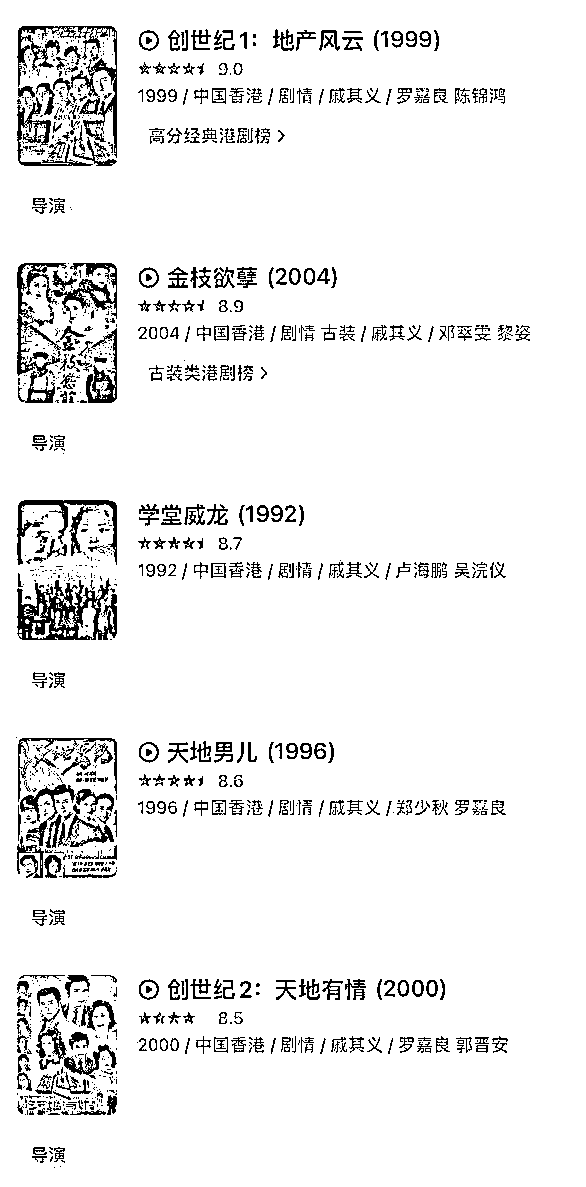 创世纪1：地产风云 (1999)
9.0
1999 / 中国香港 / 剧情 / 戚其义 / 罗嘉良 陈锦鸿
高分经典港剧榜 >
导演
金枝欲孽 (2004)
8.9
2004 / 中国香港 / 剧情 古装 / 戚其义 / 邓萃雯 黎姿
古装类港剧榜 >
导演
学堂威龙 (1992)
8.7
1992 / 中国香港 / 剧情 / 戚其义 / 卢海鹏 吴浣仪
导演
天地男儿 (1996)
8.6
1996 / 中国香港 / 剧情 / 戚其义 / 郑少秋 罗嘉良
导演
创世纪2：天地有情 (2000)
8.5
2000 / 中国香港 / 剧情 / 戚其义 / 罗嘉良 郭晋安
导演